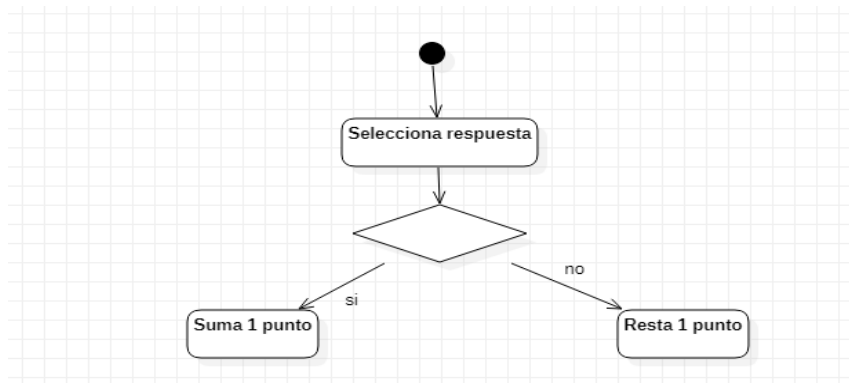 Selecciona respuesta
no
si
Suma 1 punto
Resta 1 punto